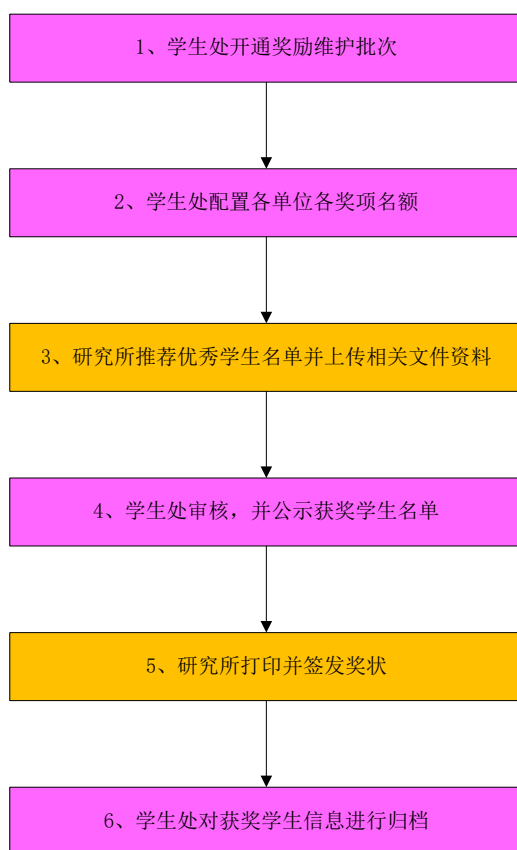 1、学生处开通奖励维护批次
2、学生处配置各单位各奖项名额
3、研究所推荐优秀学生名单并上传相关文件资料
4、学生处审核，并公示获奖学生名单
5、研究所打印并签发奖状
6、学生处对获奖学生信息进行归档